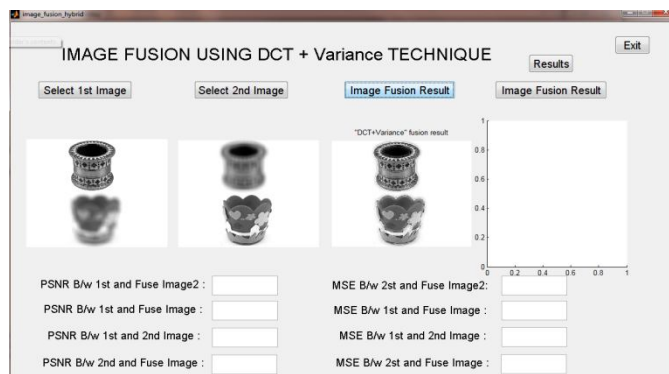 image_fusion_hybrid
IMAGE FUSION USING DCT + Variance TECHNIQUE
Exit
Results
Select 1st Image
Select 2nd Image
Image Fusion Result
Image Fusion Result
"DCT+Variance" fusion result
1
0.8
0.6
0.4
0.2
0
0 0.2 0.4 0.6 0.8 1
PSNR B/w 1st and Fuse Image2 :
MSE B/w 2st and Fuse Image2:
PSNR B/w 1st and Fuse Image :
MSE B/w 1st and Fuse Image :
PSNR B/w 1st and 2nd Image :
MSE B/w 1st and 2nd Image :
PSNR B/w 2nd and Fuse Image :
MSE B/w 2st and Fuse Image :